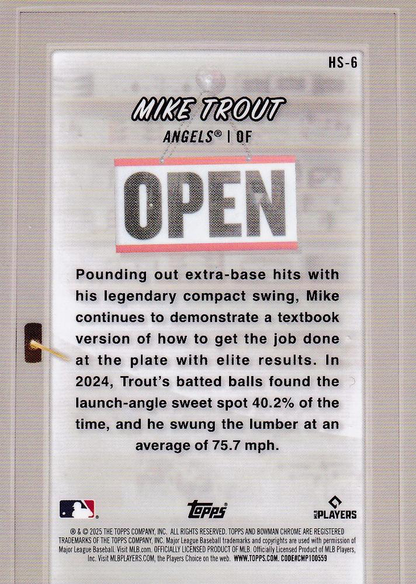 HS-6
MIKE TROUT
ANGELS® | OF
OPEN
Pounding out extra-base hits with
his legendary compact swing, Mike
continues to demonstrate a textbook
version of how to get the job done
at the plate with elite results. In
2024, Trout's batted balls found the
launch-angle sweet spot 40.2% of the
time, and he swung the lumber at an
average of 75.7 mph.
Topps®
MLB PLAYERS
® & © 2025 THE TOPPS COMPANY, INC. ALL RIGHTS RESERVED. TOPPS AND BOWMAN CHROME ARE REGISTERED
TRADEMARKS OF THE TOPPS COMPANY, INC. Major League Baseball trademarks and copyrights are used with permission of
Major League Baseball. Visit MLB.com. OFFICIALLY LICENSED PRODUCT OF MLB. Officially Licensed Product of MLB Players,
Inc. Visit MLBPLAYERS.com, the Players Choice on the web. WWW.TOPPS.COM. CODE#CMP100559